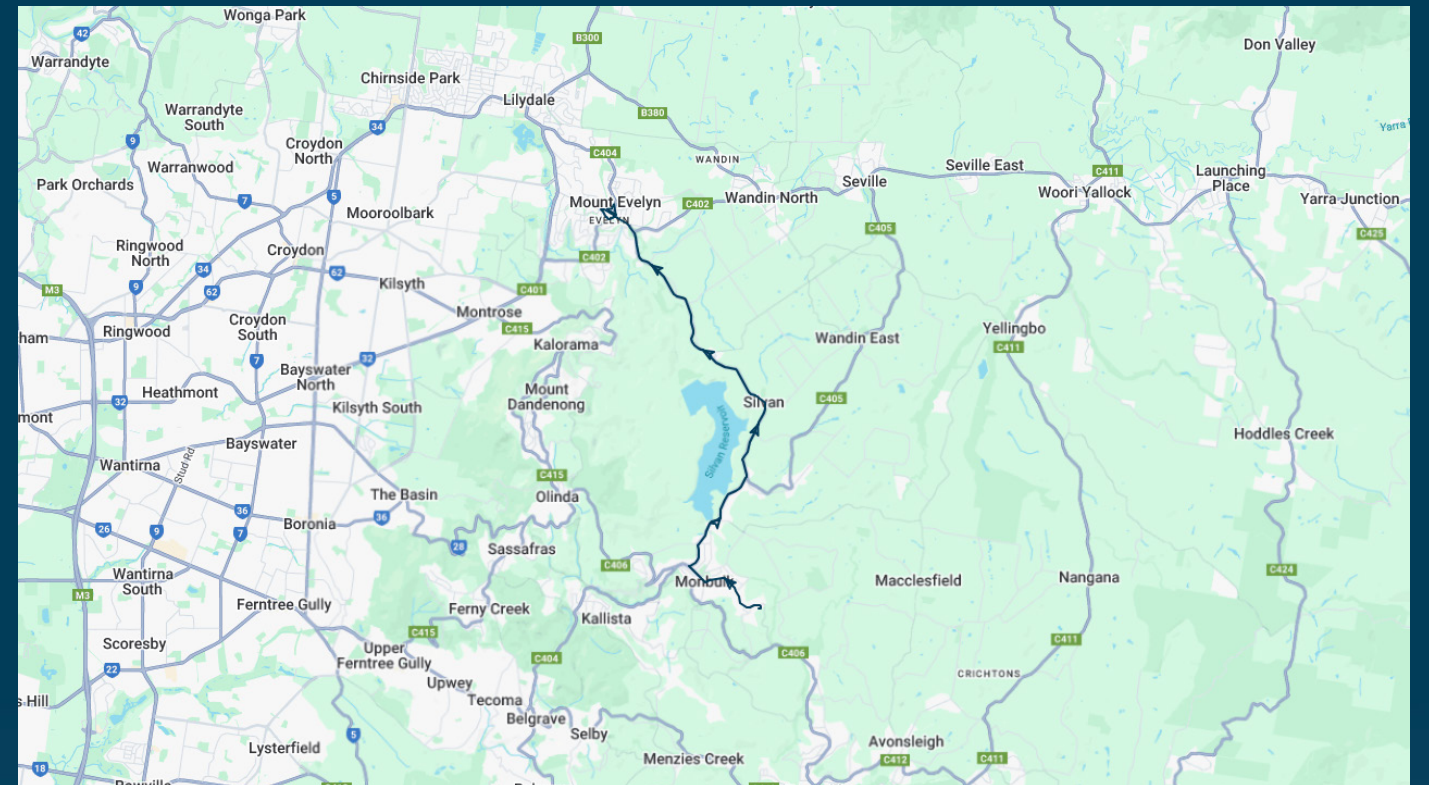 Wonga Park
42
Warrandyte
B300
Don Valley
Chirnside Park
Lilydale
Warrandyte
South
B380
34
9
Croydon
North
C404
WANDIN
Warranwood
Seville East
C411
Launching
Place
Park Orchards
Seville
Woori Yallock
5
7
Mount Evelyn
C402
Wandin North
Yarra Junction
Mooroolbark
EVELYN
C405
C425
Ringwood
North
Croydon
C402
34
62
Kilsyth
9
62
M3
C401
Montrose
Ringwood
Croydon
South
C415
Yellingbo
Kalorama
Wandin East
C411
7
32
Bayswater
North
Heathmont
Mount
Dandenong
32
Kilsyth South
Silvan
C405
Silvan Reservoir
Hoddles Creek
Bayswater
Stud Rd
Wantirna
C415
The Basin
Olinda
36
36
Boronia
26
9
7
28
Sassafras
C406
C424
Wantirna
South
Monbulk
Macclesfield
Nangana
M3
Ferntree Gully
Ferny Creek
Kallista
C415
C411
Scoresby
Upper
Ferntree Gully
C404
C406
22
CRICHTONS
Upwey
s Hill
Tecoma
Belgrave
5
Selby
Lysterfield
Avonsleigh
Menzies Creek
C412
C411
18